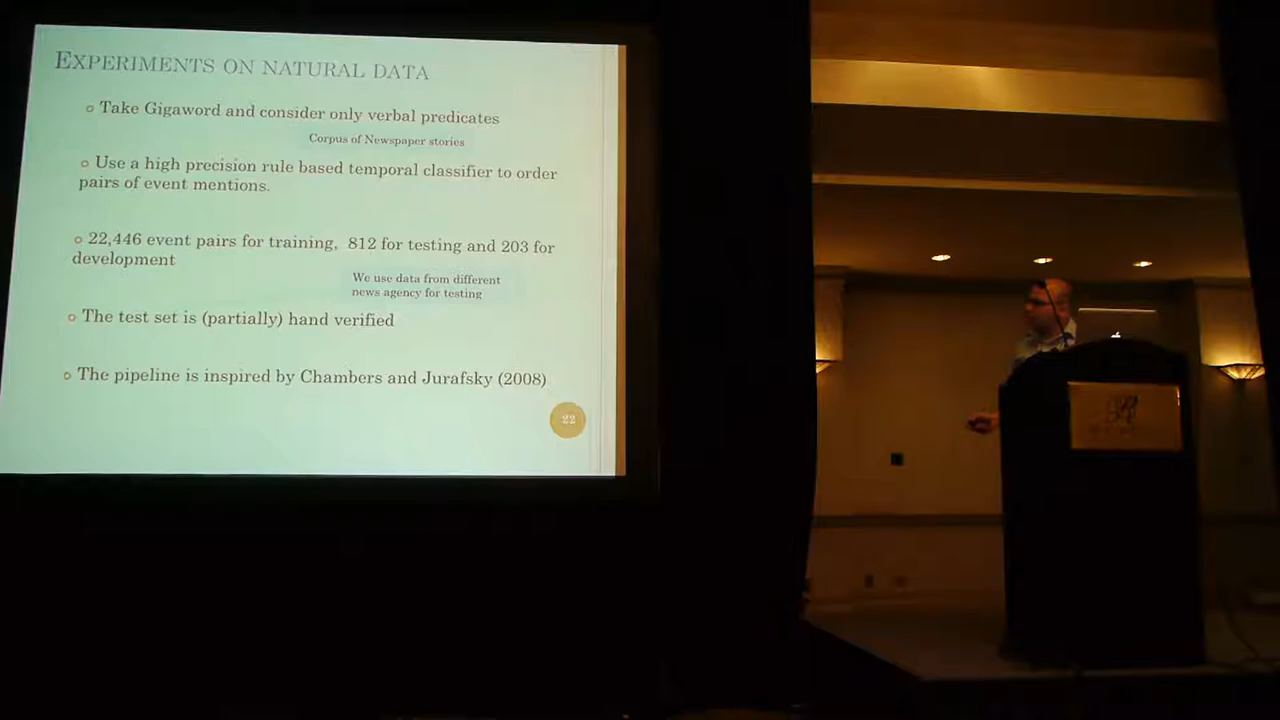 EXPERIMENTS ON NATURAL DATA
Take Gigaword and consider only verbal predicates
Corpus of Newspaper stories
Use a high precision rule based temporal classifier to order
pairs of event mentions.
22,446 event pairs for training, 812 for testing and 203 for
development
We use data from different
news agency for testing
The test set is (partially) hand verified
The pipeline is inspired by Chambers and Jurafsky (2008)
22